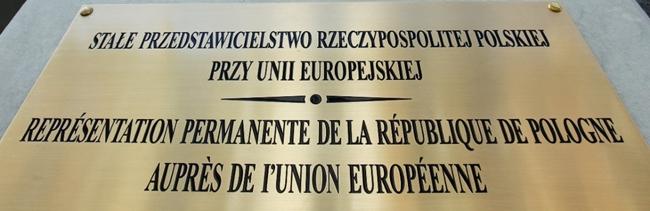 STAŁE PRZEDSTAWICIELSTWO RZECZYPOSPOLITEJ POLSKIEJ
PRZY UNII EUROPEJSKIEJ
REPRÉSENTATION PERMANENTE DE LA RÉPUBLIQUE DE POLOGNE
AUPRÈS DE l'UNION EUROPÉENNE